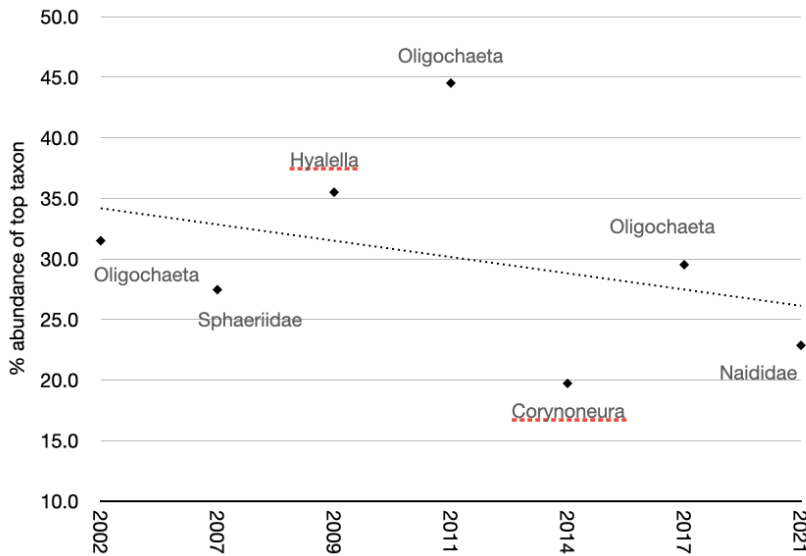 50.0
Oligochaeta
45.0
40.0
Hyalella
35.0
Oligochaeta
30.0
Oligochaeta
Sphaeriidae
25.0
Naididae
20.0
Corynoneura
15.0
10.0
% abundance of top taxon
2002 2007 2009 2011 2014 2017 2021